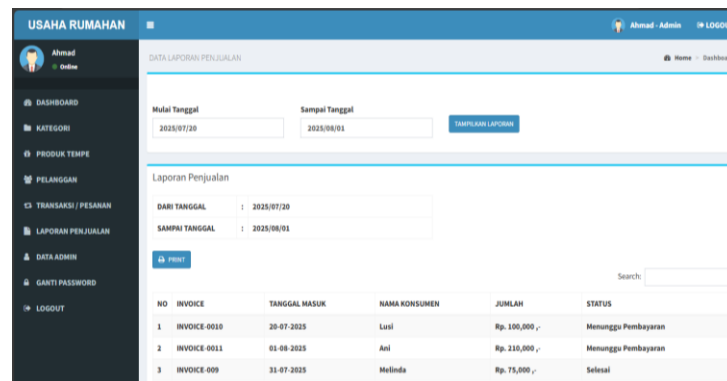 USAHA RUMAHAN
Ahmad - Admin LOGOU
Ahmad
Online
DATA LAPORAN PENJUALAN
Home Dashboa
DASHBOARD
KATEGORI
PRODUK TEMPE
PELANGGAN
TRANSAKSI / PESANAN
LAPORAN PENJUALAN
DATA ADMIN
GANTI PASSWORD
LOGOUT
Mulai Tanggal Sampai Tanggal
2025/07/20 2025/08/01 TAMPILKAN LAPORAN
Laporan Penjualan
DARI TANGGAL : 2025/07/20
SAMPAI TANGGAL : 2025/08/01
PRINT
Search:
NO INVOICE TANGGAL MASUK NAMA KONSUMEN JUMLAH STATUS
1 INVOICE-0010 20-07-2025 Lusi Rp. 100,000 ,- Menunggu Pembayaran
2 INVOICE-0011 01-08-2025 Ani Rp. 210,000 ,- Menunggu Pembayaran
3 INVOICE-009 31-07-2025 Melinda Rp. 75,000 ,- Selesai